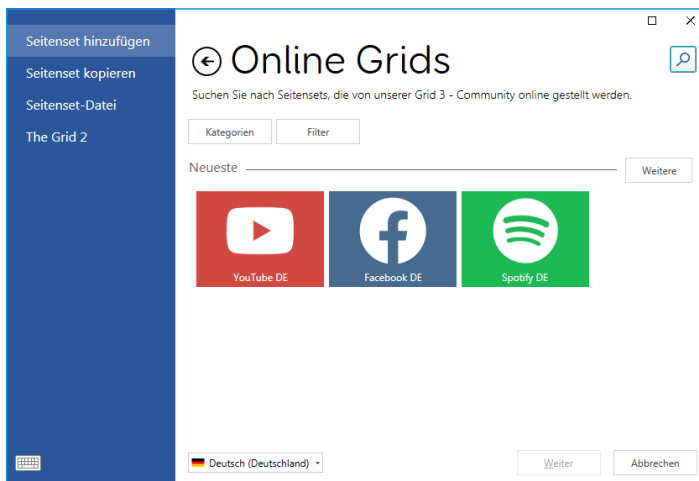 Seitenset hinzufügen
Seitenset kopieren
Seitenset-Datei
The Grid 2
Online Grids
Suchen Sie nach Seitensets, die von unserer Grid 3 - Community online gestellt werden.
Kategorien
Filter
Neueste
Weitere
YouTube DE
Facebook DE
Spotify DE
Deutsch (Deutschland)
Weiter
Abbrechen